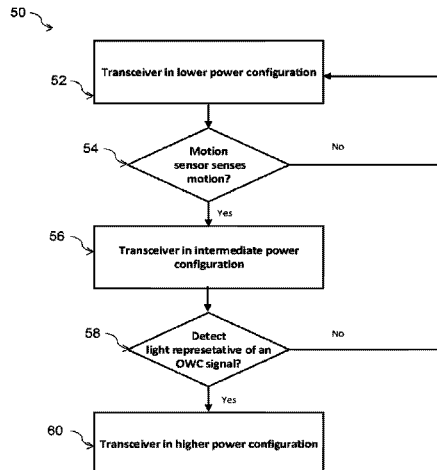 50
Transceiver in lower power configuration
52
54
Motion
sensor senses
motion?
No
Yes
56
Transceiver in intermediate power
configuration
58
Detect
light represetative of an
OWC signal?
No
Yes
60
Transceiver in higher power configuration